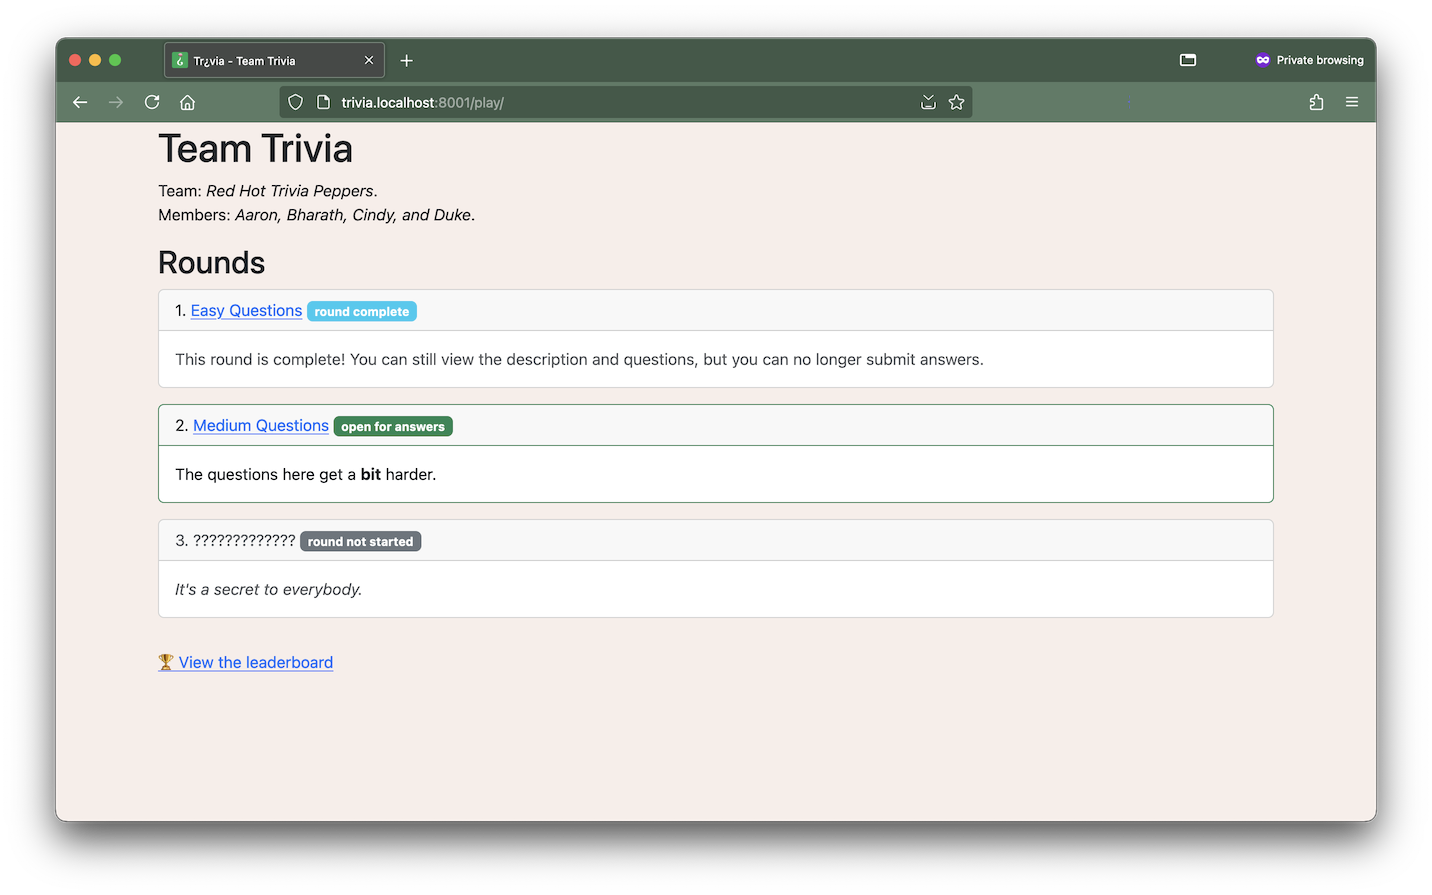 Tr¿via - Team Trivia
Private browsing
trivia.localhost:8001/play/
Team Trivia
Team: Red Hot Trivia Peppers.
Members: Aaron, Bharath, Cindy, and Duke.
Rounds
1. Easy Questions round complete
This round is complete! You can still view the description and questions, but you can no longer submit answers.
2. Medium Questions open for answers
The questions here get a bit harder.
3. ????????????? round not started
It's a secret to everybody.
🏆 View the leaderboard